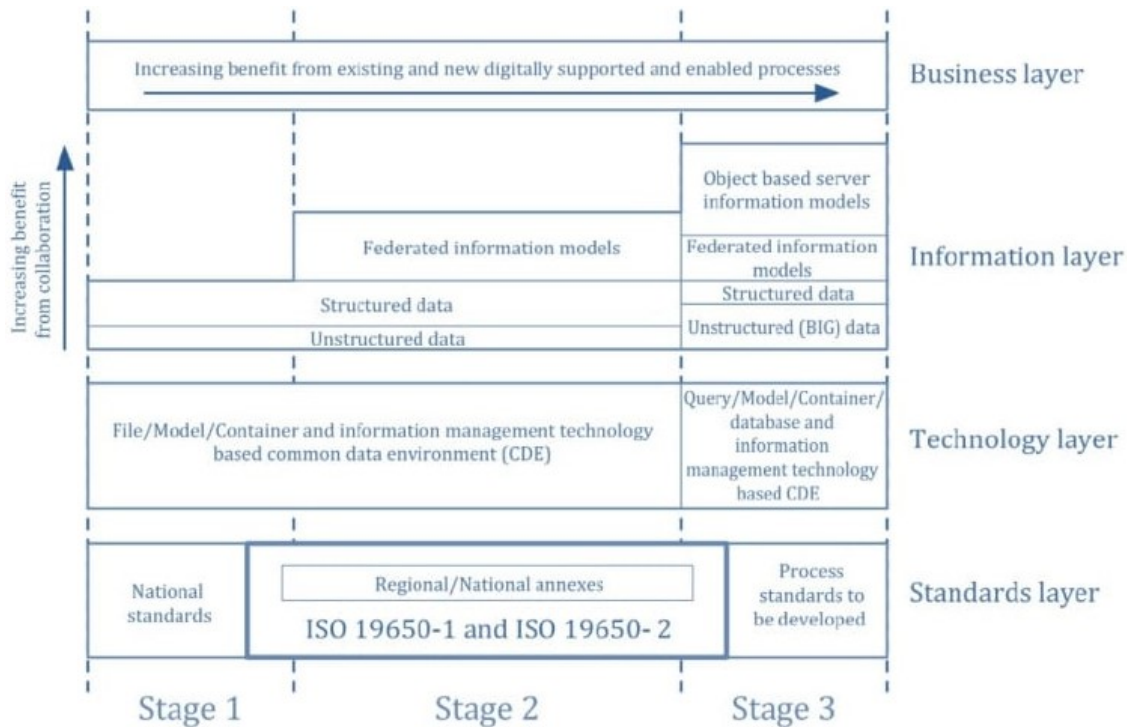 Increasing benefit from existing and new digitally supported and enabled processes
Business layer
Increasing benefit
from collaboration
Object based server
information models
Federated information models
Federated information
models
Information layer
Structured data
Structured data
Unstructured data
Unstructured (BIG) data
File/Model/Container and information management technology
based common data environment (CDE)
Query/Model/Container/
database and
information
management technology
based CDE
Technology layer
National
standards
Regional/National annexes
ISO 19650-1 and ISO 19650- 2
Process
standards to
be developed
Standards layer
Stage 1
Stage 2
Stage 3